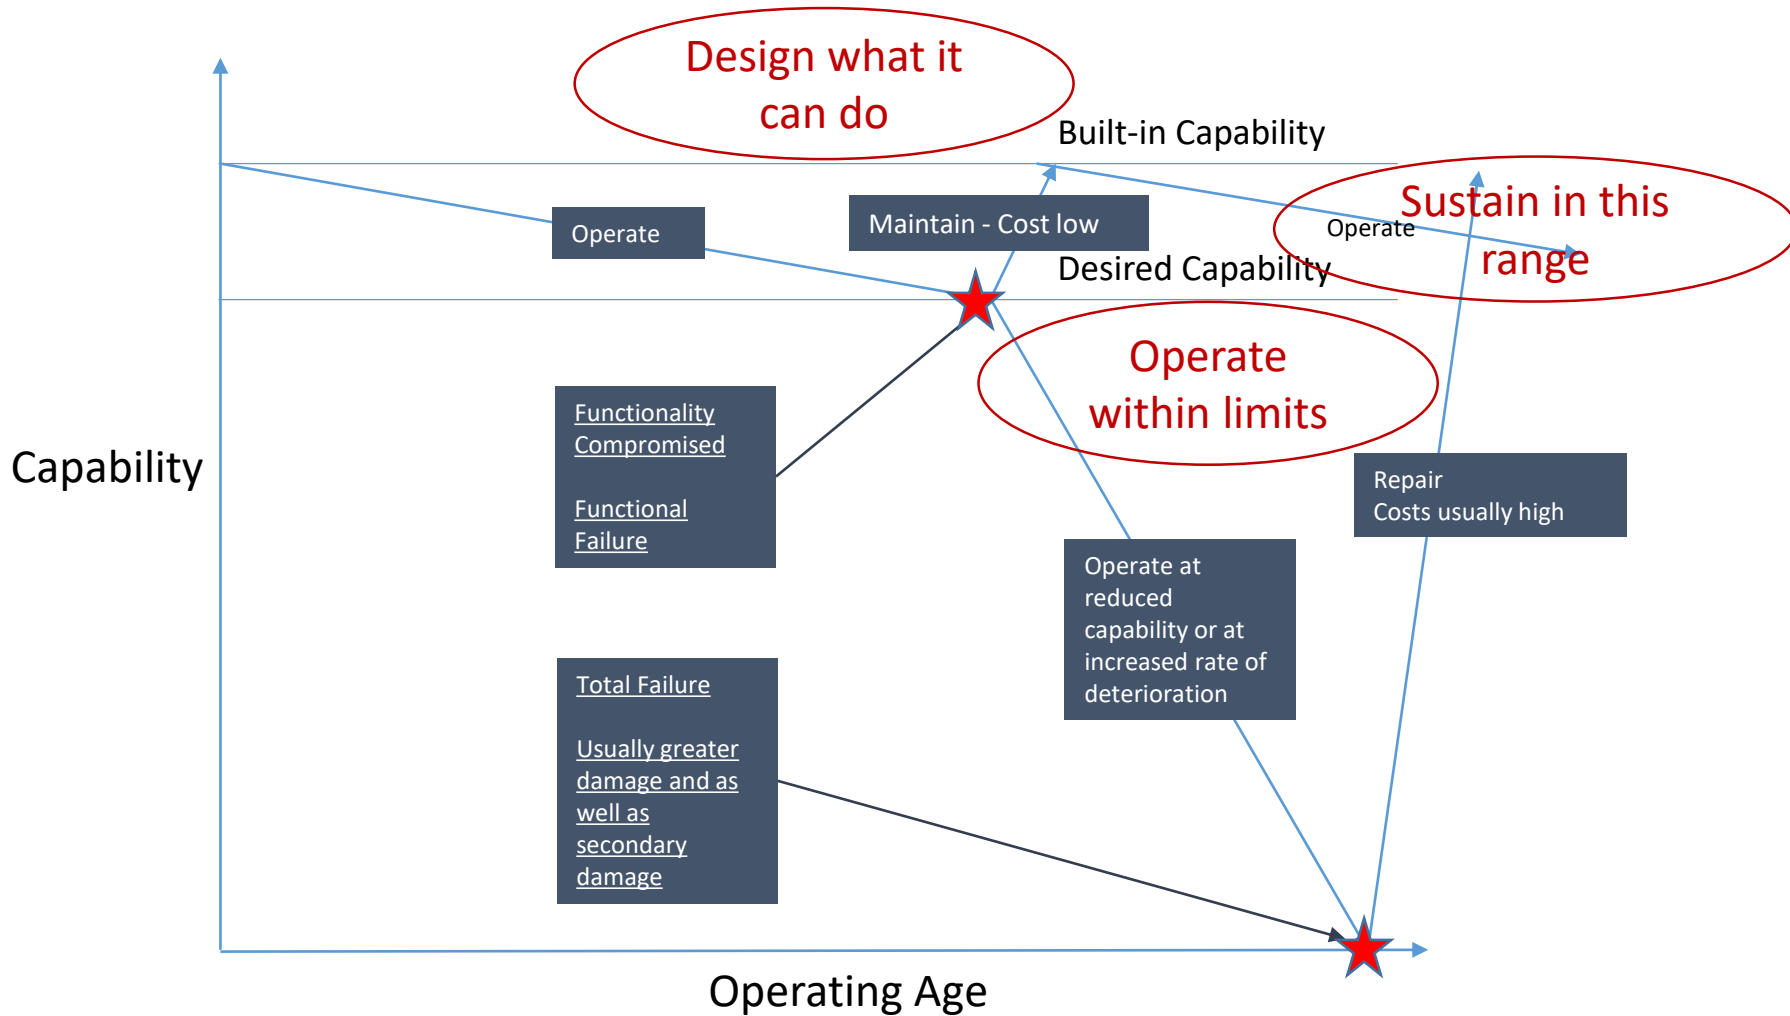 Design what it
can do
Built-in Capability
Sustain in this
range
Operate
Maintain - Cost low
Operate
Desired Capability
Operate
within limits
Functionality
Compromised
Functional
Failure
Capability
Repair
Costs usually high
Operate at
reduced
capability or at
increased rate of
deterioration
Total Failure
Usually greater
damage and as
well as
secondary
damage
Operating Age